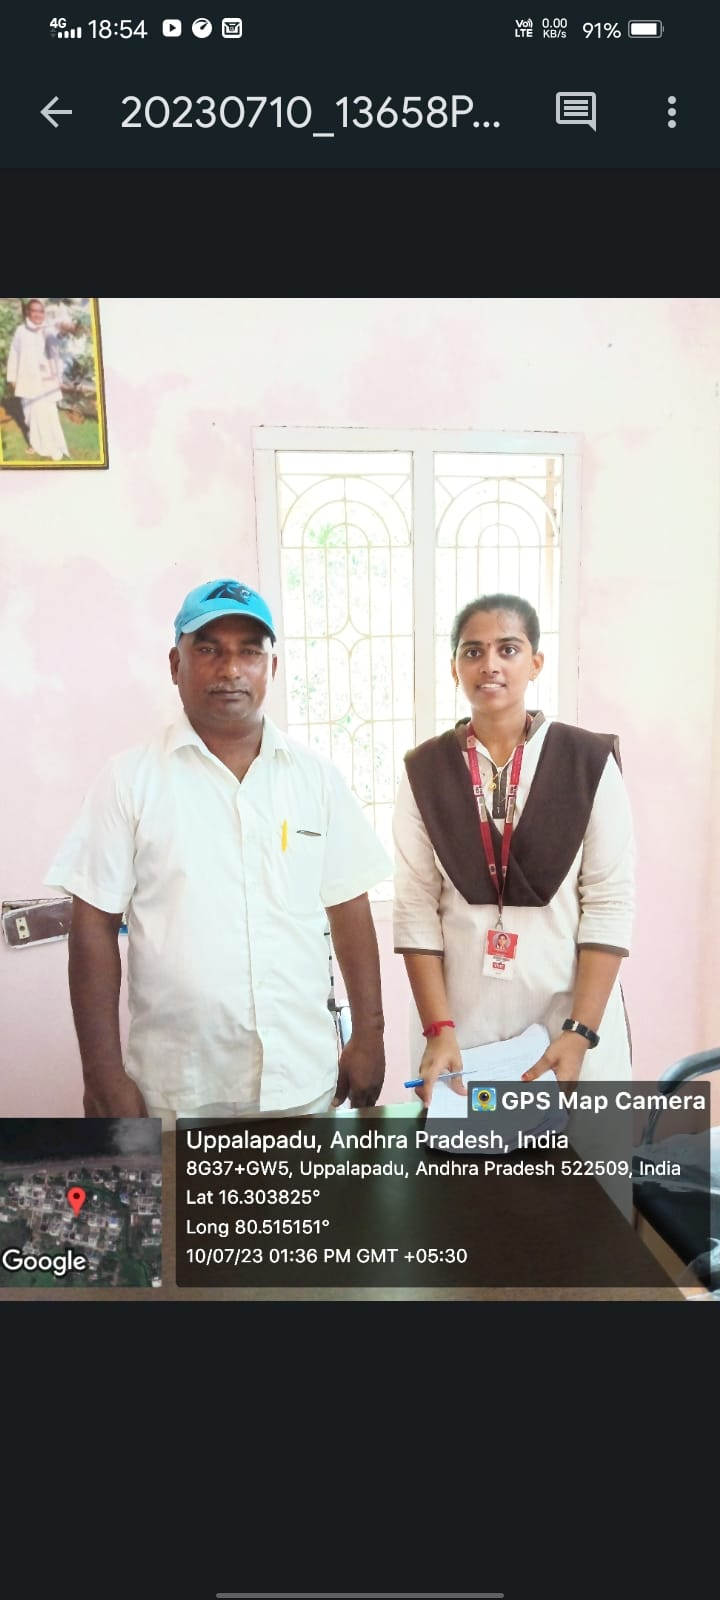 4G 18:54 Vo) LTE 0.00 KB/s 91%
20230710_13658P...
GPS Map Camera
Uppalapadu, Andhra Pradesh, India
8G37+GW5, Uppalapadu, Andhra Pradesh 522509, India
Lat 16.303825°
Long 80.515151°
10/07/23 01:36 PM GMT +05:30
Google